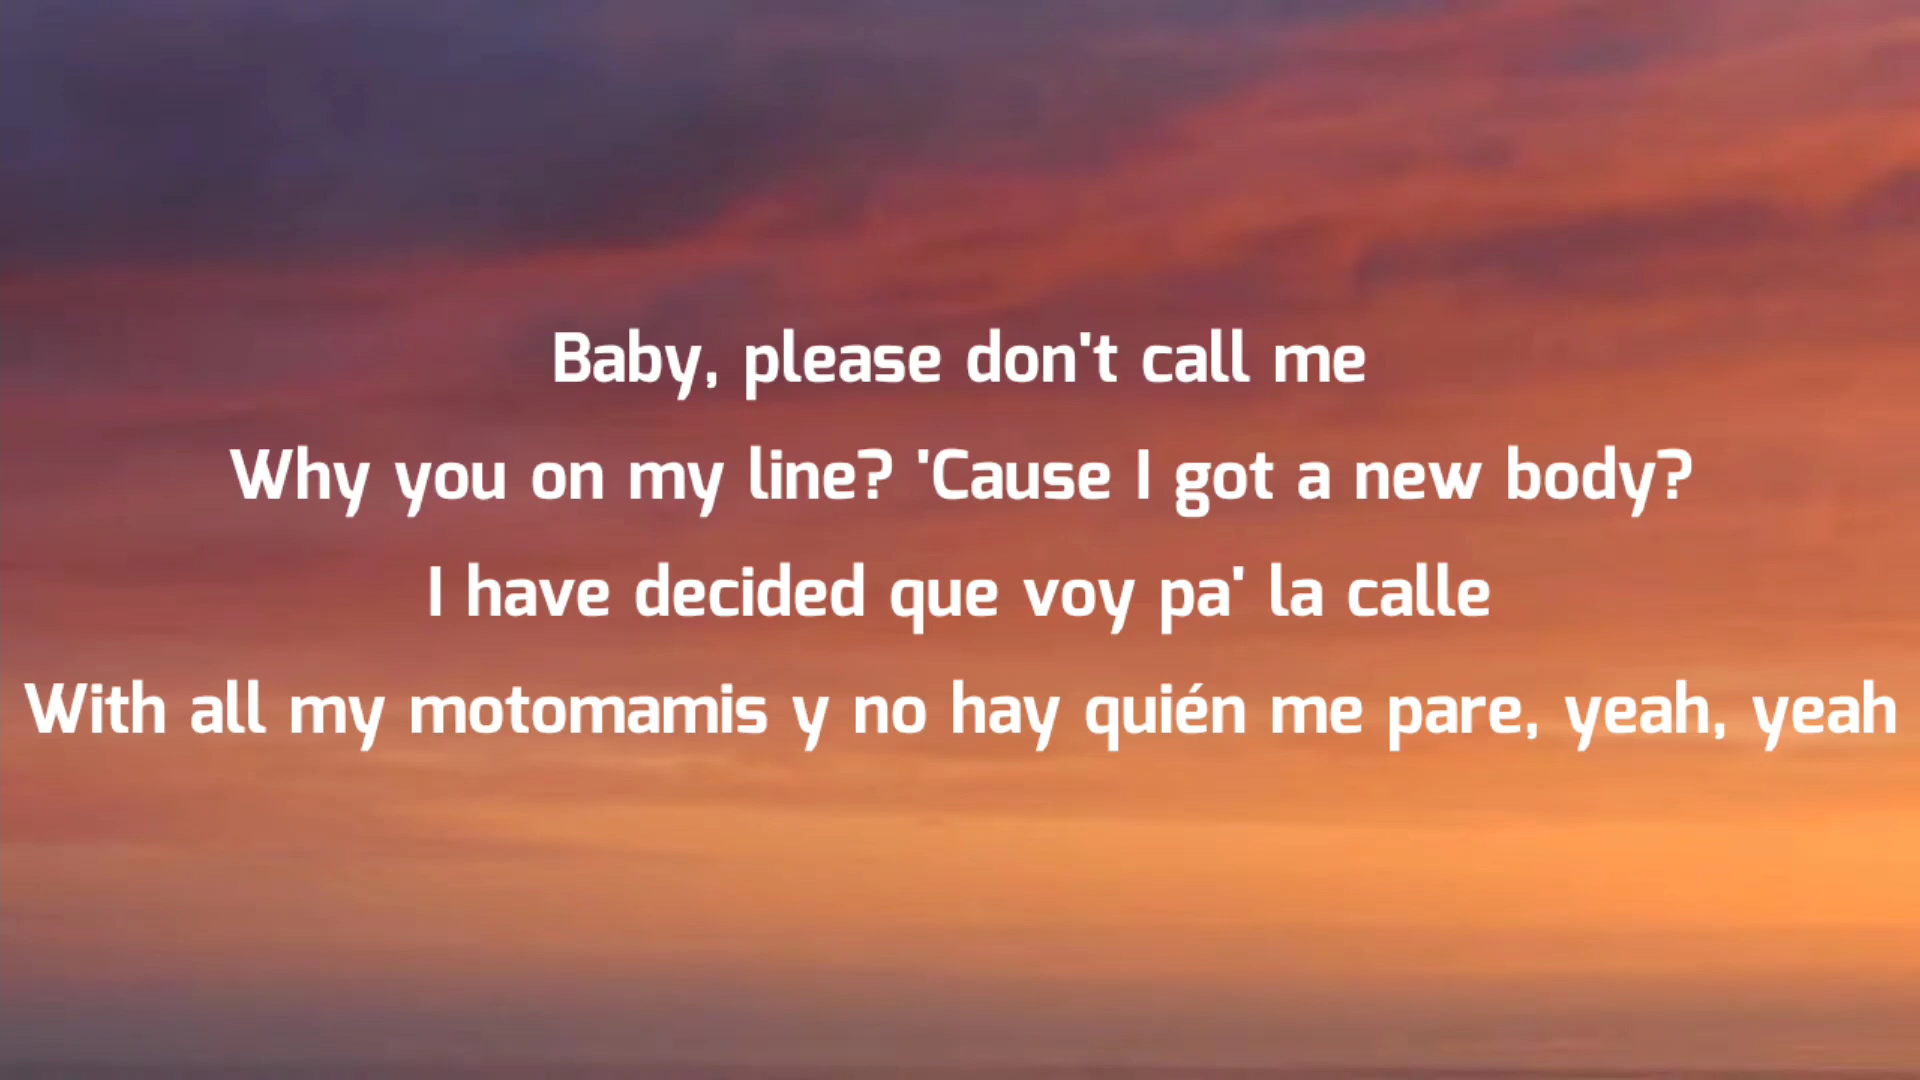 Baby, please don't call me
Why you on my line? 'Cause I got a new body?
I have decided que voy pa' la calle
With all my motomamis y no hay quién me pare, yeah, yeah